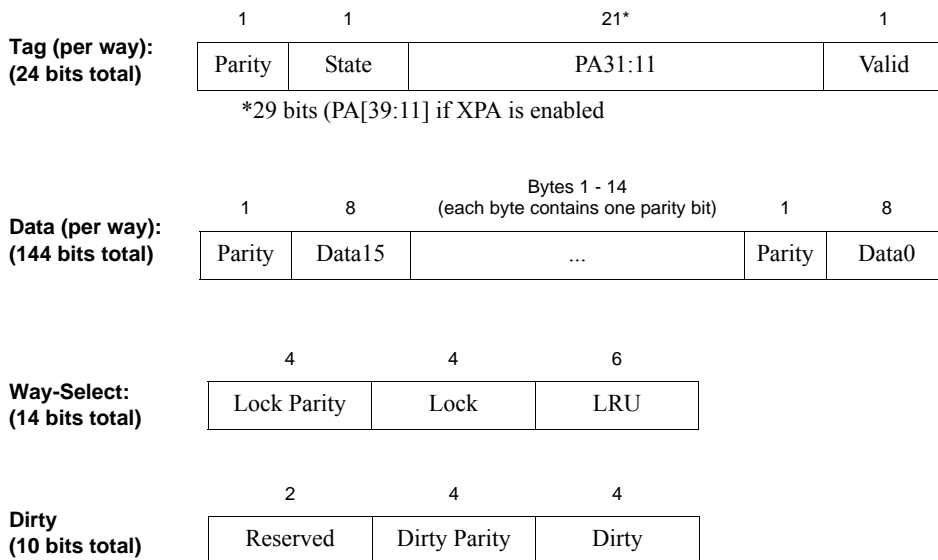 1 1 21* 1
Tag (per way):
(24 bits total)
Parity State PA31:11 Valid
*29 bits (PA[39:11] if XPA is enabled
Bytes 1 - 14
1 8 (each byte contains one parity bit) 1 8
Data (per way):
(144 bits total)
Parity Data15 ... Parity Data0
4 4 6
Way-Select:
(14 bits total)
Lock Parity Lock LRU
2 4 4
Dirty
(10 bits total)
Reserved Dirty Parity Dirty